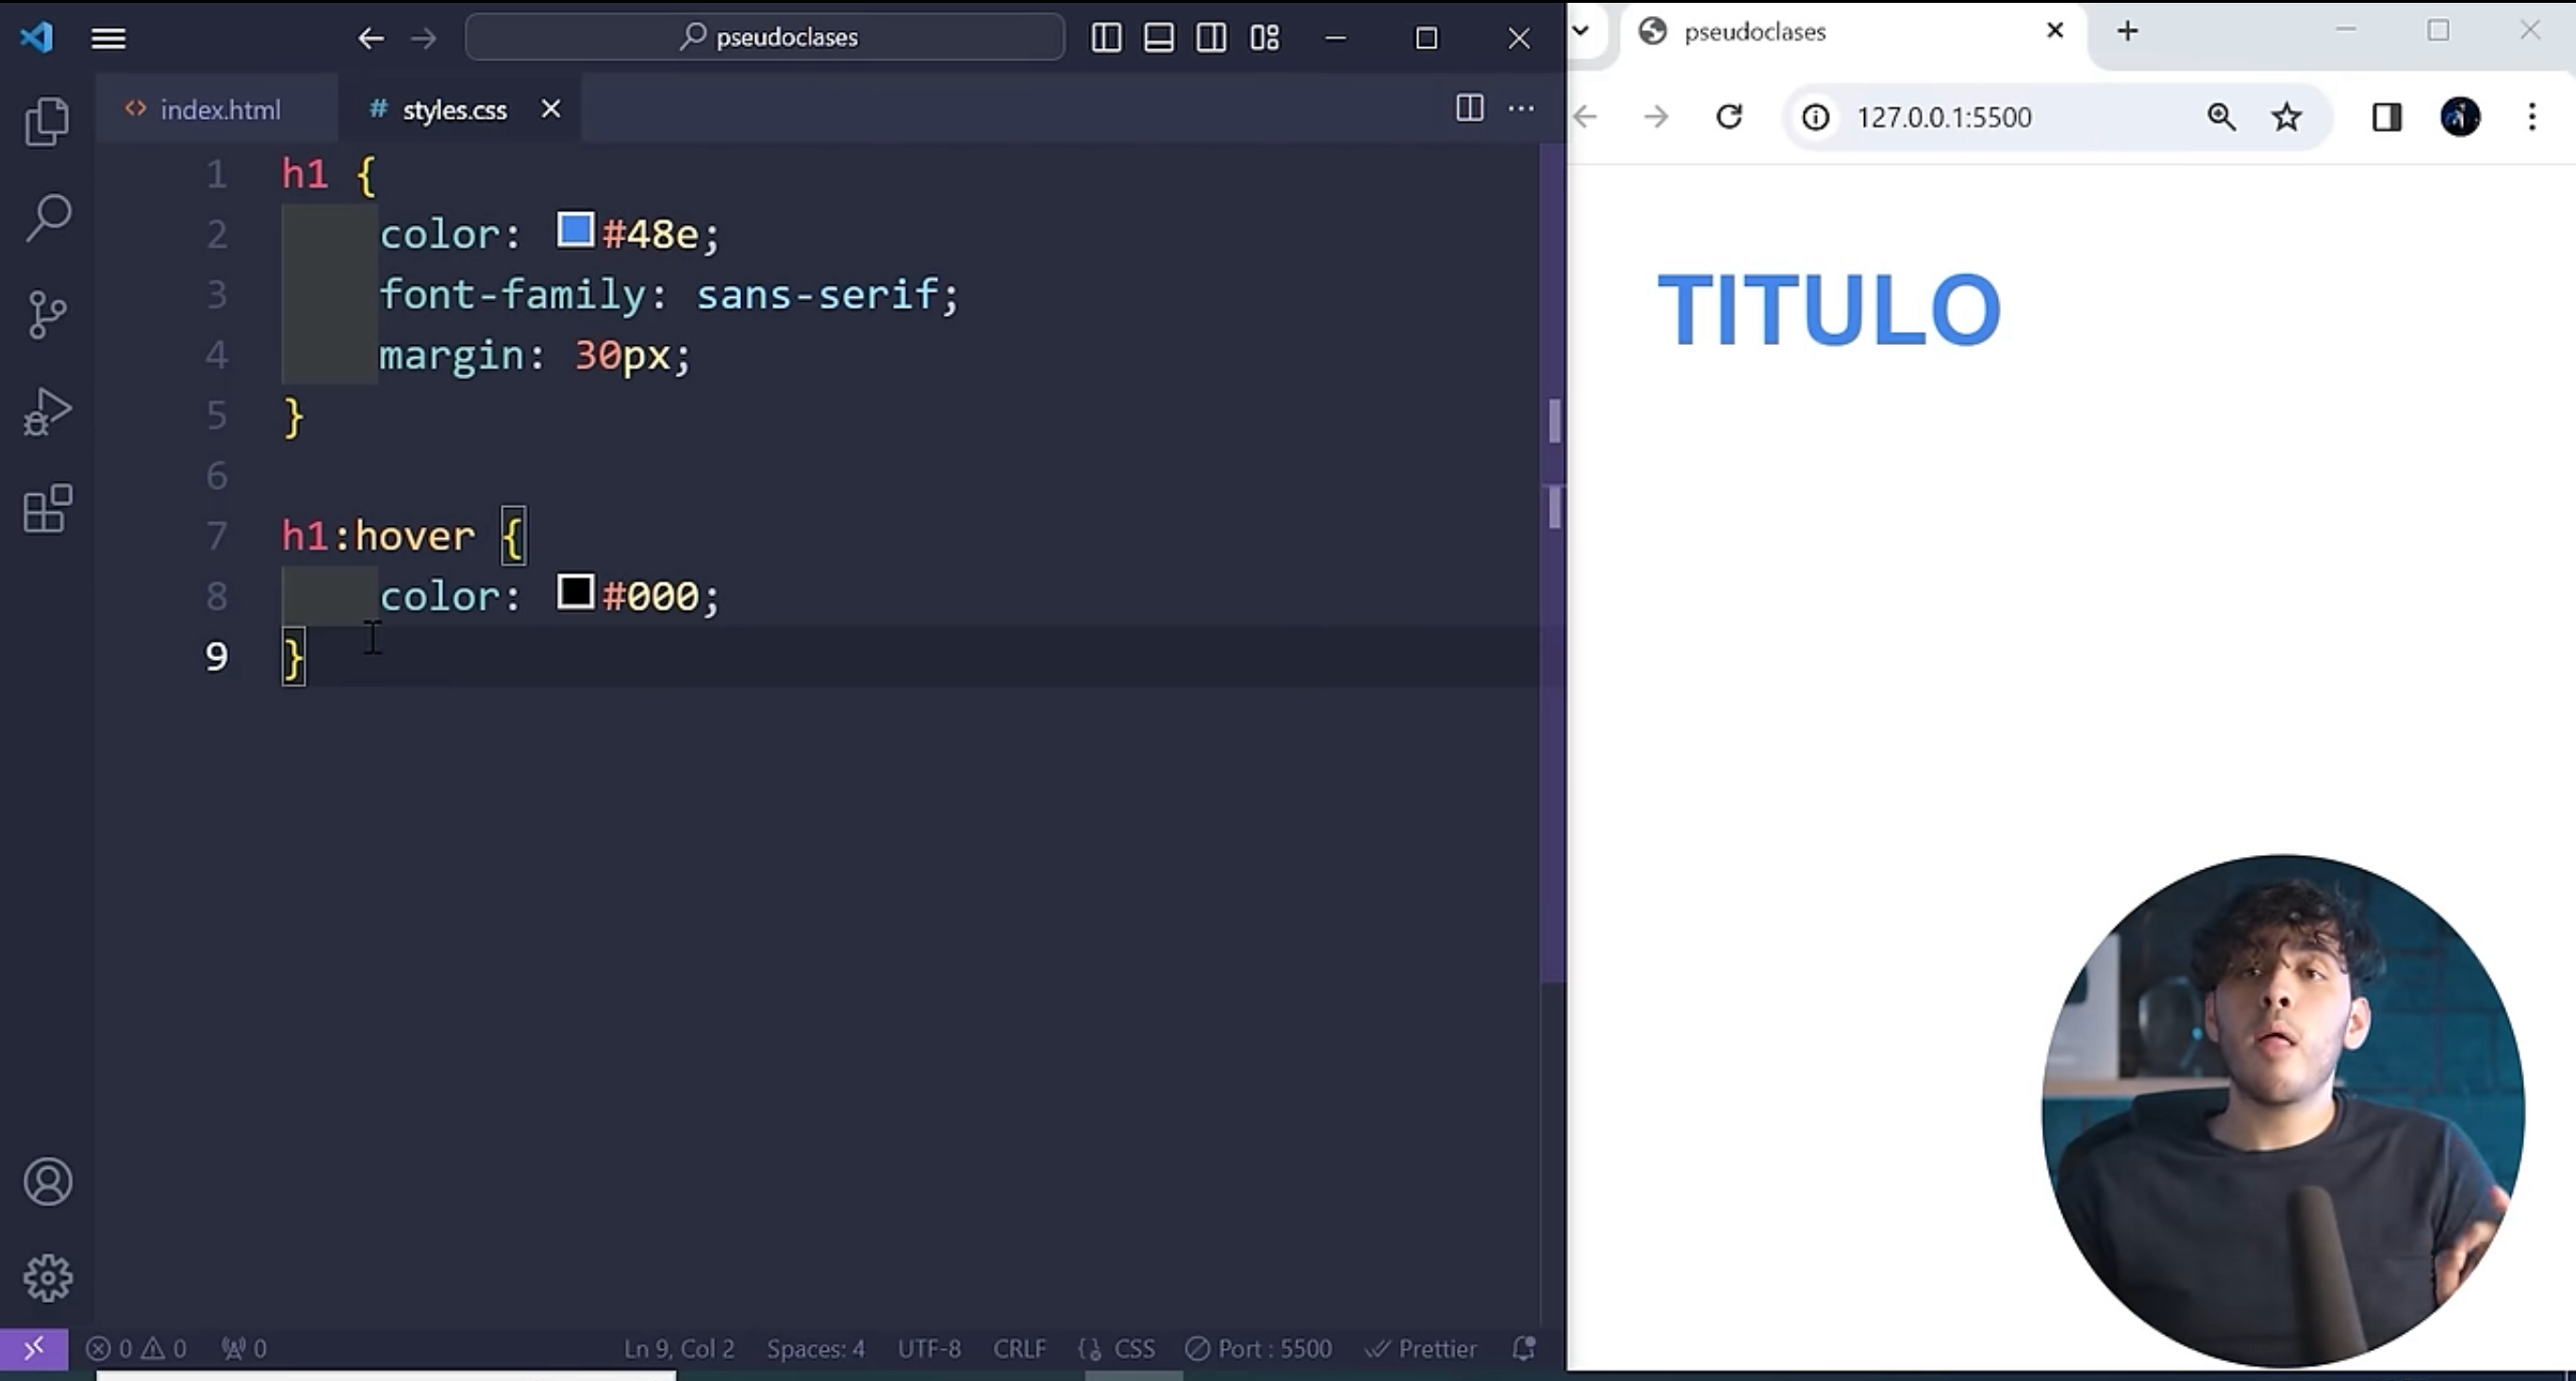 pseudoclases
index.html
# styles.css
1 h1 {
2 color: #48e;
3 font-family: sans-serif;
4 margin: 30px;
5 }
6
7 h1:hover {
8 color: #000;
9 }
0 0 0 Ln 9, Col 2 Spaces: 4 UTF-8 CRLF CSS Port : 5500 Prettier
pseudoclases
127.0.0.1:5500
TITULO